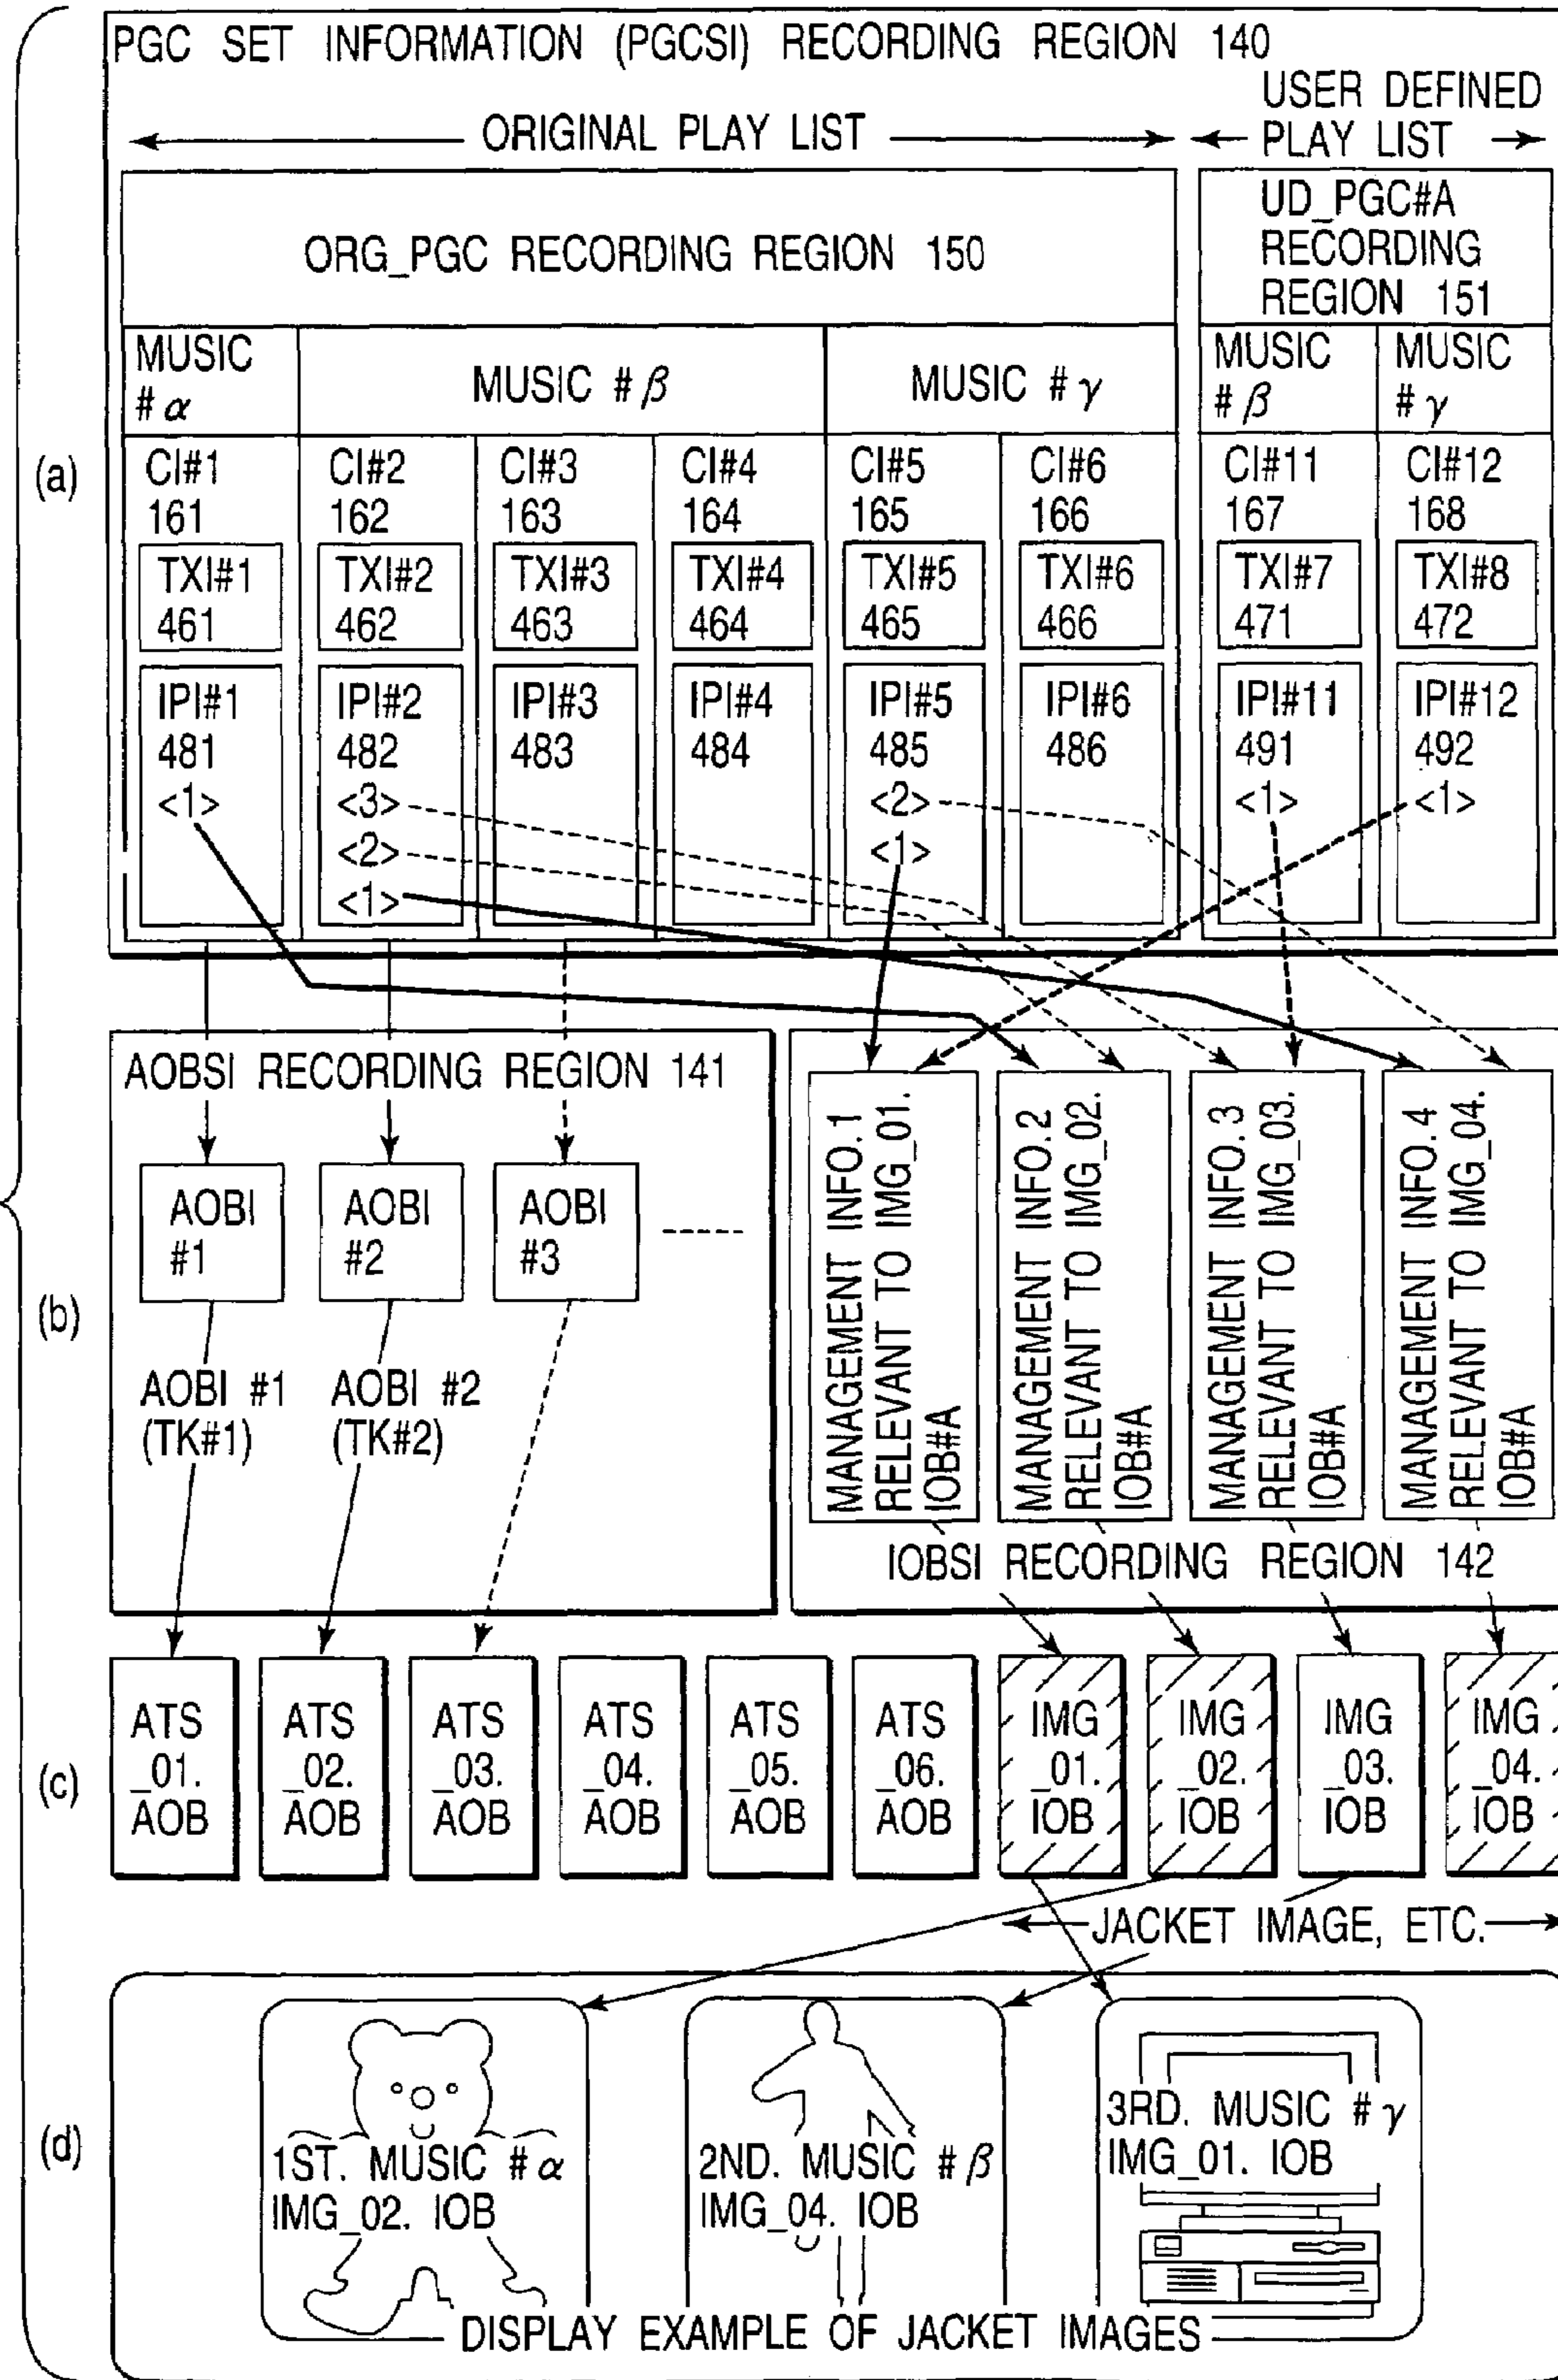 PGC SET INFORMATION (PGCSI) RECORDING REGION 140
ORIGINAL PLAY LIST
USER DEFINED
PLAY LIST
ORG_PGC RECORDING REGION 150
UD_PGC#A
RECORDING
REGION 151
MUSIC
#α
MUSIC #β
MUSIC #γ
MUSIC
#β
MUSIC
#γ
(a)
CI#1
161
CI#2
162
CI#3
163
CI#4
164
CI#5
165
CI#6
166
CI#11
167
CI#12
168
TXI#1
461
TXI#2
462
TXI#3
463
TXI#4
464
TXI#5
465
TXI#6
466
TXI#7
471
TXI#8
472
IPI#1
481
<1>
IPI#2
482
<3>
<2>
<1>
IPI#3
483
IPI#4
484
IPI#5
485
<2>
<1>
IPI#6
486
IPI#11
491
<1>
IPI#12
492
<1>
(b)
AOBSI RECORDING REGION 141
AOBI
#1
AOBI
#2
AOBI
#3
AOBI #1
(TK#1)
AOBI #2
(TK#2)
MANAGEMENT INFO. 1
RELEVANT TO IMG_01.
IOB#A
MANAGEMENT INFO. 2
RELEVANT TO IMG_02.
IOB#A
MANAGEMENT INFO. 3
RELEVANT TO IMG_03.
IOB#A
MANAGEMENT INFO. 4
RELEVANT TO IMG_04.
IOB#A
IOBSI RECORDING REGION 142
(c)
ATS
_01.
AOB
ATS
_02.
AOB
ATS
_03.
AOB
ATS
_04.
AOB
ATS
_05.
AOB
ATS
_06.
AOB
IMG
_01.
IOB
IMG
_02.
IOB
IMG
_03.
IOB
IMG
_04.
IOB
JACKET IMAGE, ETC.
(d)
1ST. MUSIC #α
IMG_02. IOB
2ND. MUSIC #β
IMG_04. IOB
3RD. MUSIC #γ
IMG_01. IOB
DISPLAY EXAMPLE OF JACKET IMAGES